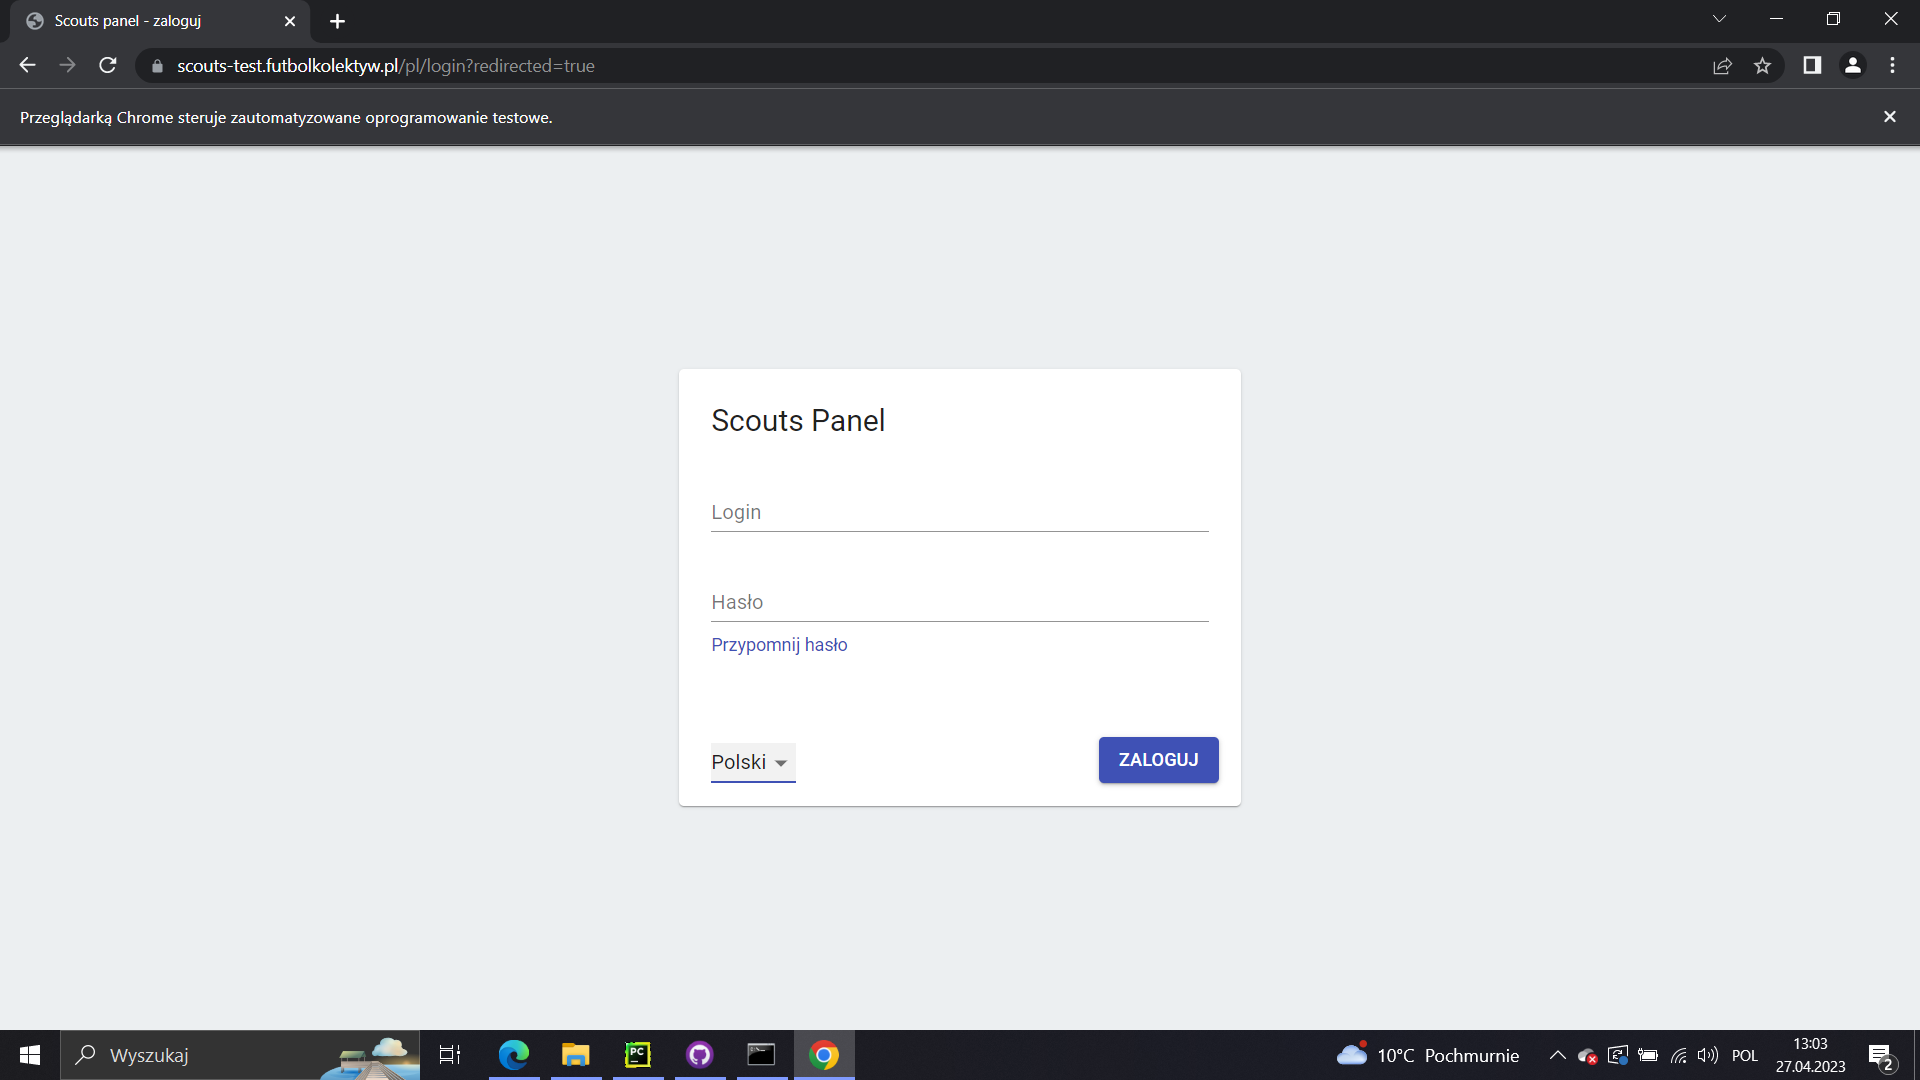 Scouts panel - zaloguj
scouts-test.futbolkolektyw.pl/pl/login?redirected=true
Przeglądarką Chrome steruje zautomatyzowane oprogramowanie testowe.
Scouts Panel
Login
Hasło
Przypomnij hasło
Polski
ZALOGUJ
Wyszukaj
PC
10°C Pochmurnie
POL
13:03
27.04.2023
2